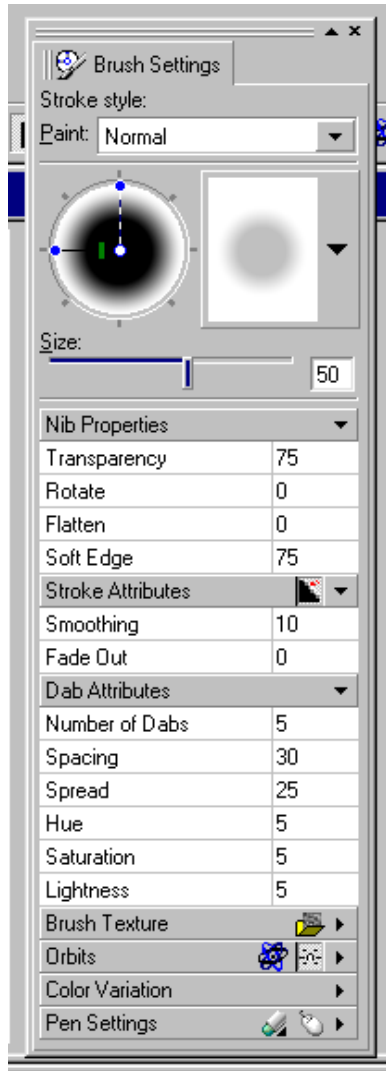 Brush Settings
Stroke style:
Paint: Normal
Size:
50
Nib Properties
Transparency 75
Rotate 0
Flatten 0
Soft Edge 75
Stroke Attributes
Smoothing 10
Fade Out 0
Dab Attributes
Number of Dabs 5
Spacing 30
Spread 25
Hue 5
Saturation 5
Lightness 5
Brush Texture
Orbits
Color Variation
Pen Settings